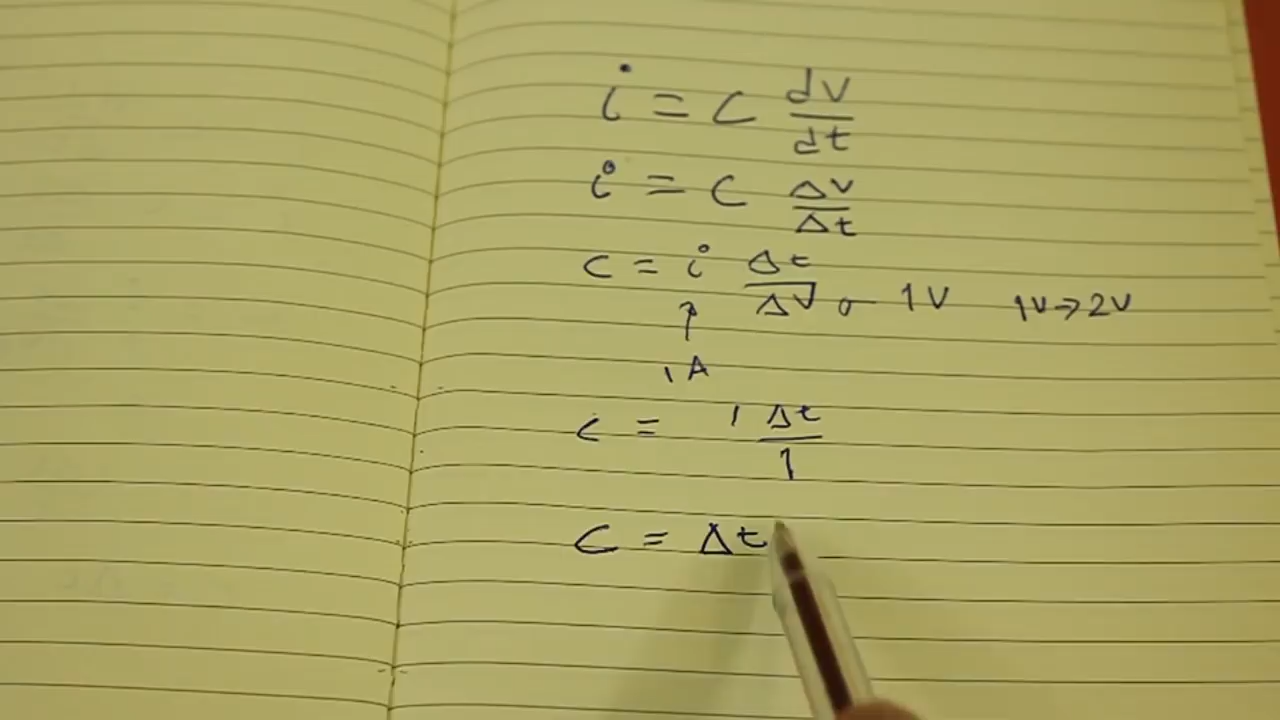 i = C dv/dt
i = C Δv/Δt
C = i Δt/ΔV 1V 1V→2V
1A
C = 1 Δt/1
C = Δt